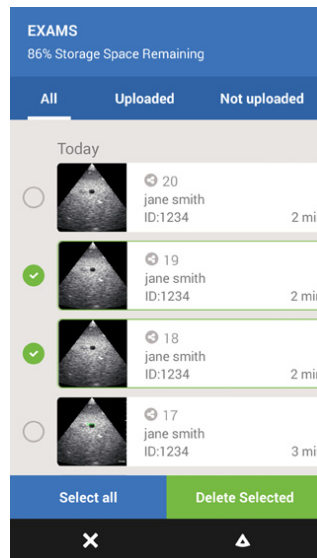 EXAMS
86% Storage Space Remaining
All Uploaded Not uploaded
Today
20
jane smith
ID:1234 2 mi
19
jane smith
ID:1234 2 min
18
jane smith
ID:1234 2 min
17
jane smith
ID:1234 3 mi
Select all Delete Selected